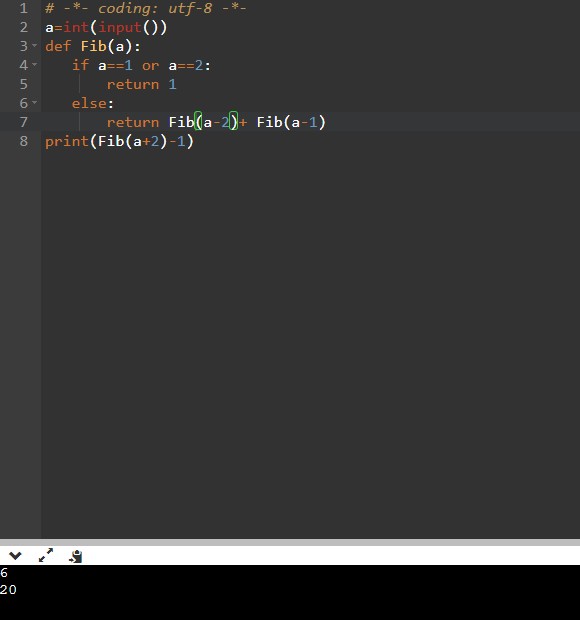 1 # -*- coding: utf-8 -*-
2 a=int(input())
3 def Fib(a):
4    if a==1 or a==2:
5        return 1
6    else:
7        return Fib(a-2)+ Fib(a-1)
8 print(Fib(a+2)-1)
6
20